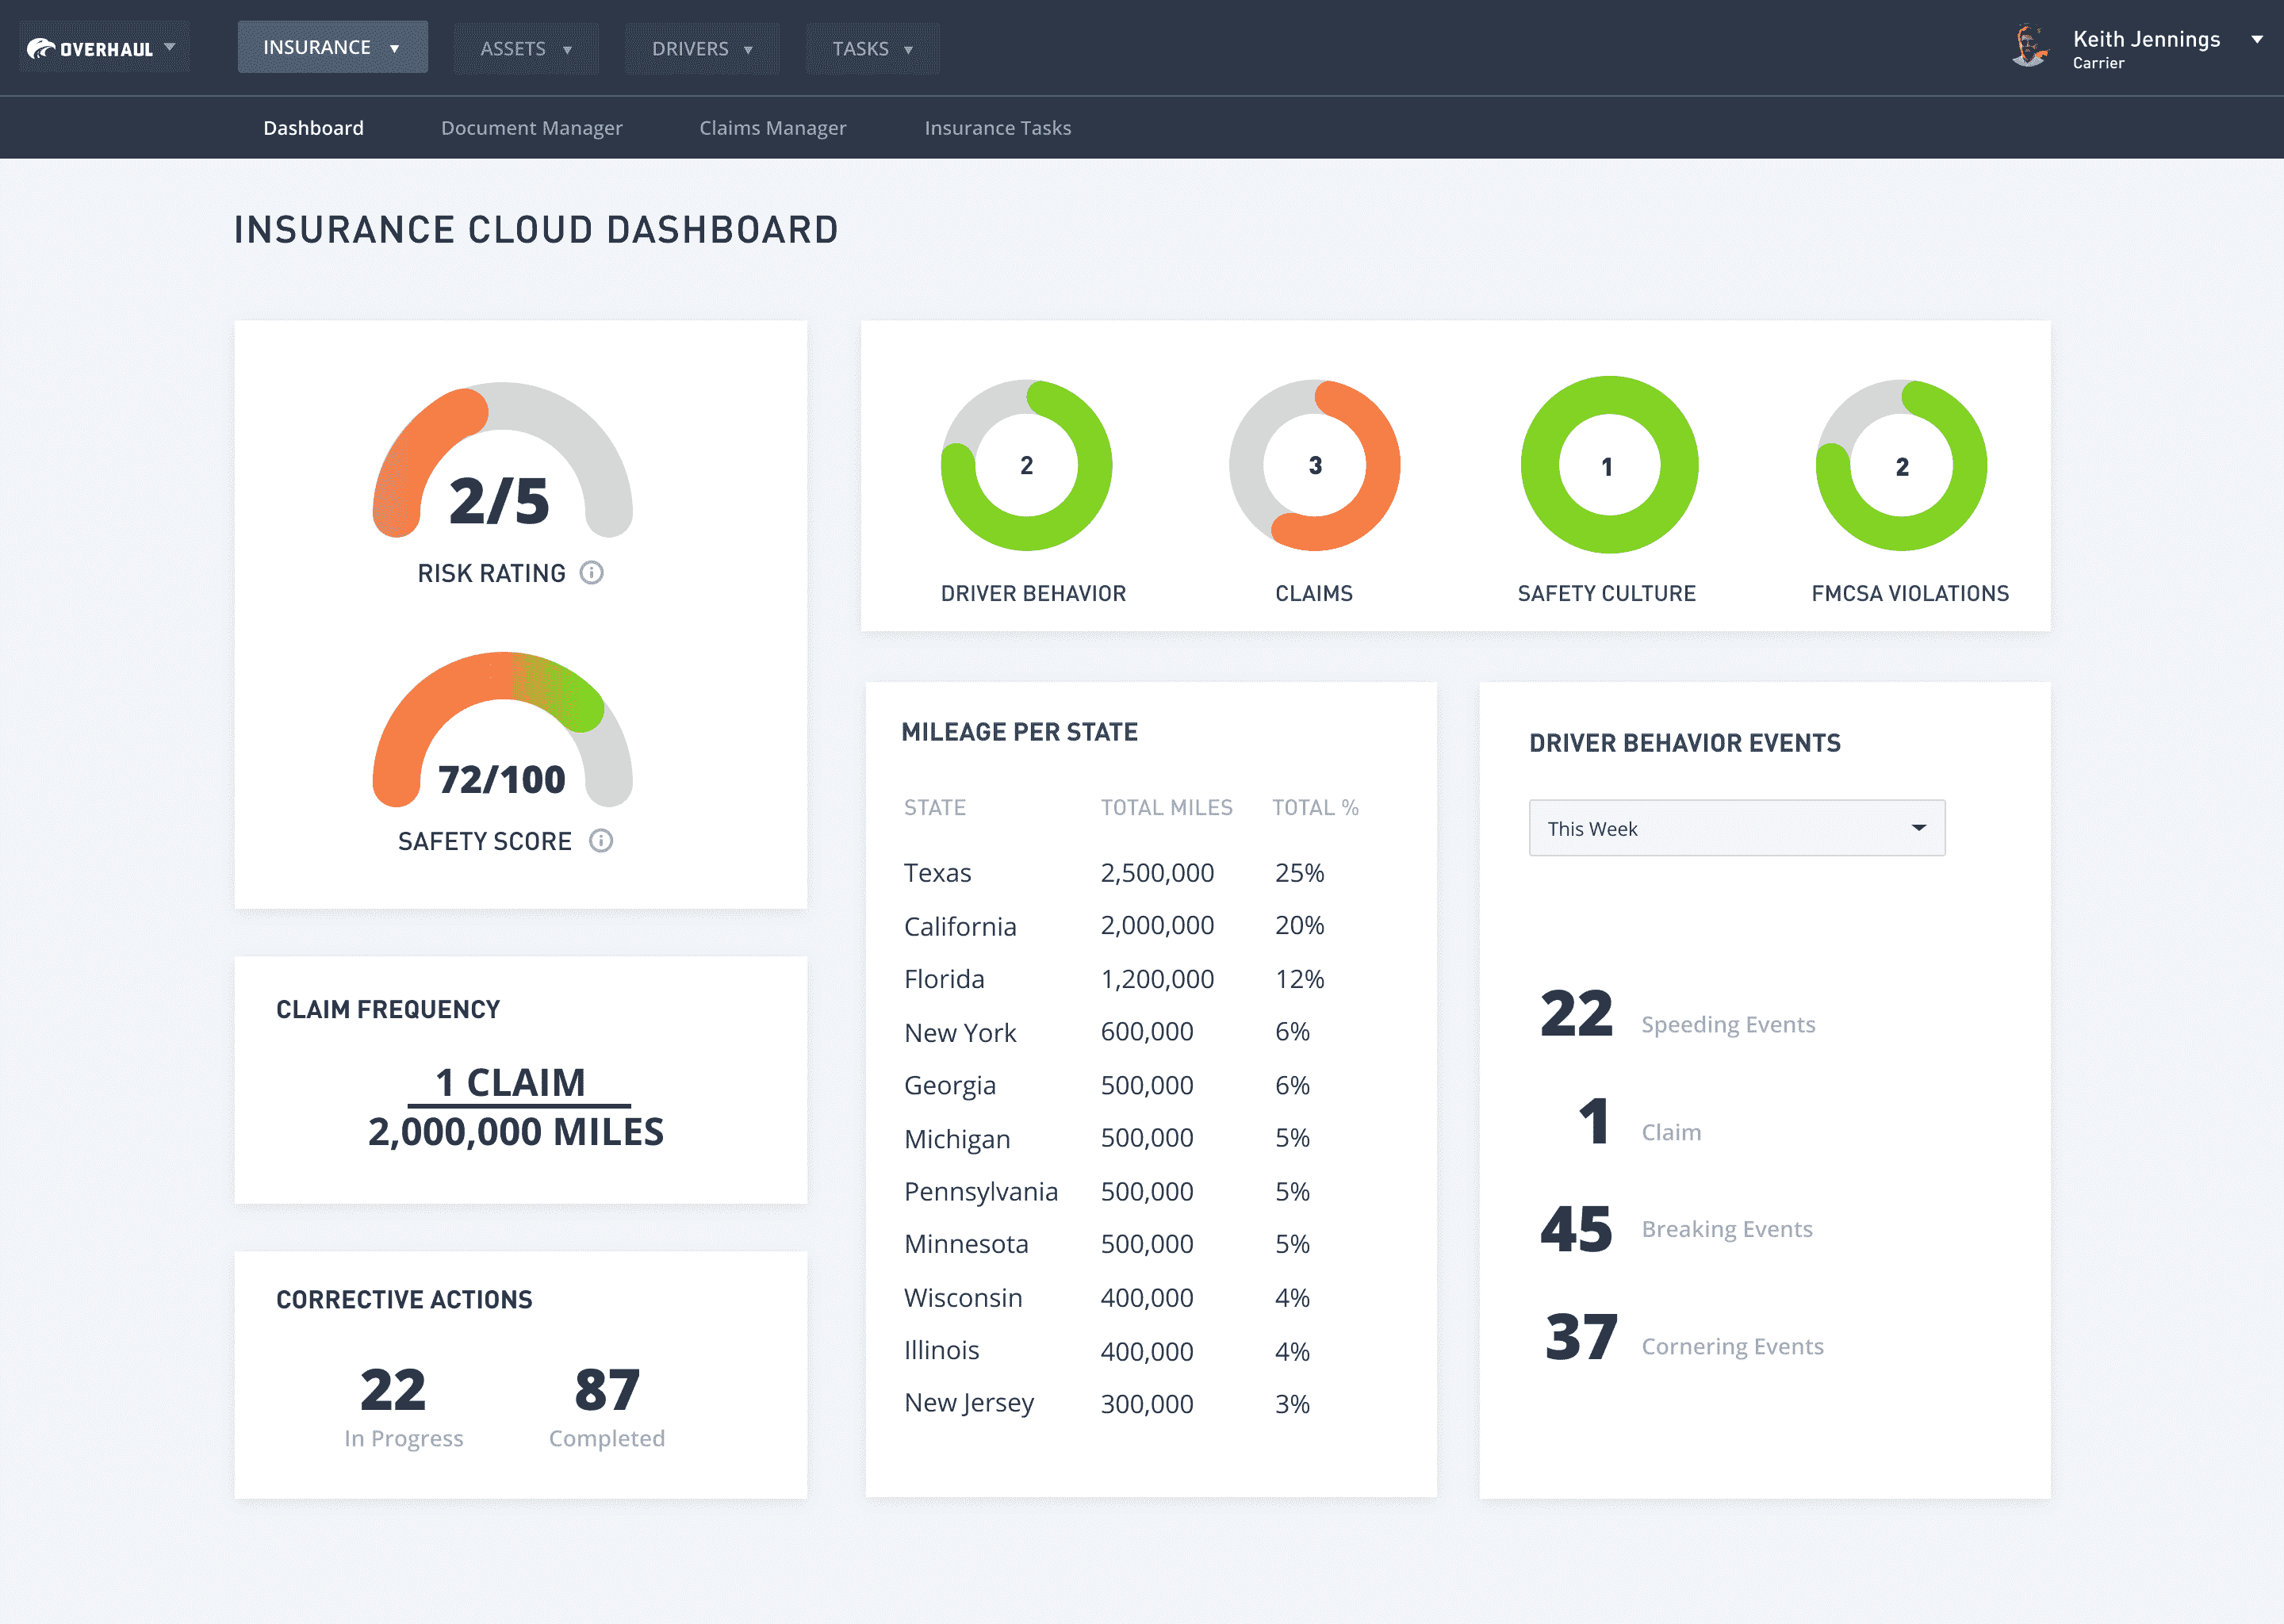 OVERHAUL
INSURANCE
ASSETS
DRIVERS
TASKS
Keith Jennings
Carrier
Dashboard
Document Manager
Claims Manager
Insurance Tasks
INSURANCE CLOUD DASHBOARD
2/5
RISK RATING
72/100
SAFETY SCORE
2
DRIVER BEHAVIOR
3
CLAIMS
1
SAFETY CULTURE
2
FMCSA VIOLATIONS
CLAIM FREQUENCY
1 CLAIM
2,000,000 MILES
CORRECTIVE ACTIONS
22
In Progress
87
Completed
MILEAGE PER STATE
STATE TOTAL MILES TOTAL %
Texas 2,500,000 25%
California 2,000,000 20%
Florida 1,200,000 12%
New York 600,000 6%
Georgia 500,000 6%
Michigan 500,000 5%
Pennsylvania 500,000 5%
Minnesota 500,000 5%
Wisconsin 400,000 4%
Illinois 400,000 4%
New Jersey 300,000 3%
DRIVER BEHAVIOR EVENTS
This Week
22 Speeding Events
1 Claim
45 Breaking Events
37 Cornering Events